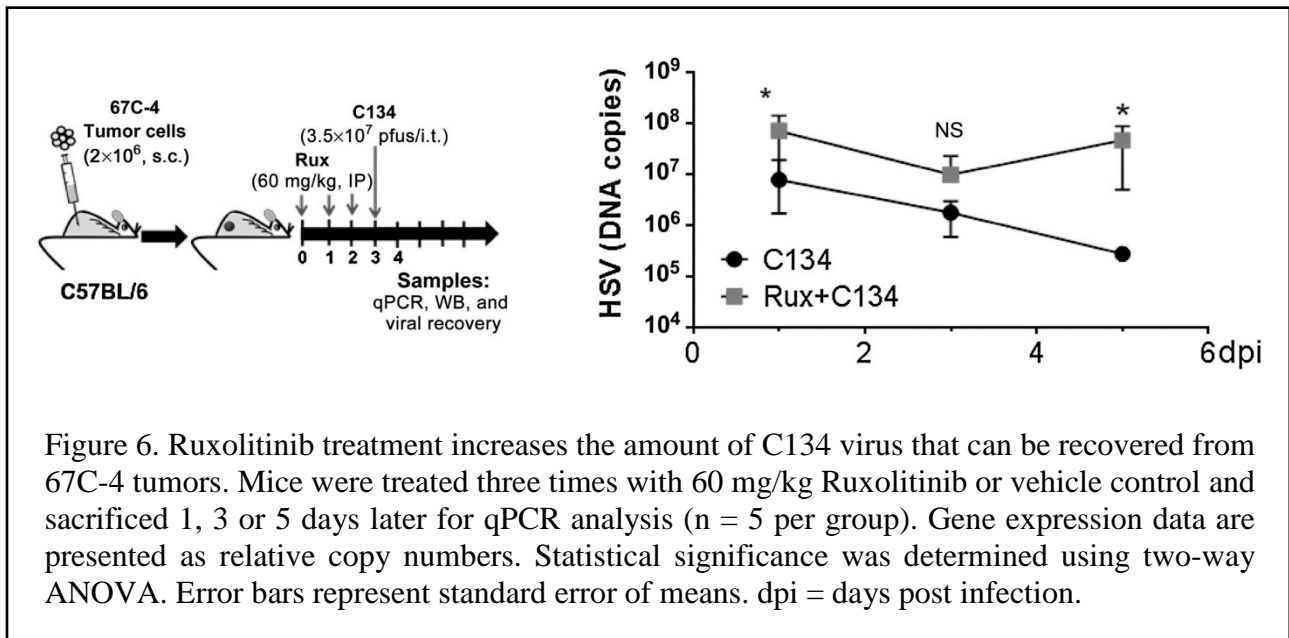 67C-4
Tumor cells
(2×10⁶, s.c.)
C57BL/6
Rux
(60 mg/kg, IP)
C134
(3.5×10⁷ pfus/i.t.)
0 1 2 3 4
Samples:
qPCR, WB, and
viral recovery
HSV (DNA copies)
10⁹
10⁸
10⁷
10⁶
10⁵
10⁴
*
NS
*
C134
Rux+C134
0 2 4 6 dpi
Figure 6. Ruxolitinib treatment increases the amount of C134 virus that can be recovered from
67C-4 tumors. Mice were treated three times with 60 mg/kg Ruxolitinib or vehicle control and
sacrificed 1, 3 or 5 days later for qPCR analysis (n = 5 per group). Gene expression data are
presented as relative copy numbers. Statistical significance was determined using two-way
ANOVA. Error bars represent standard error of means. dpi = days post infection.